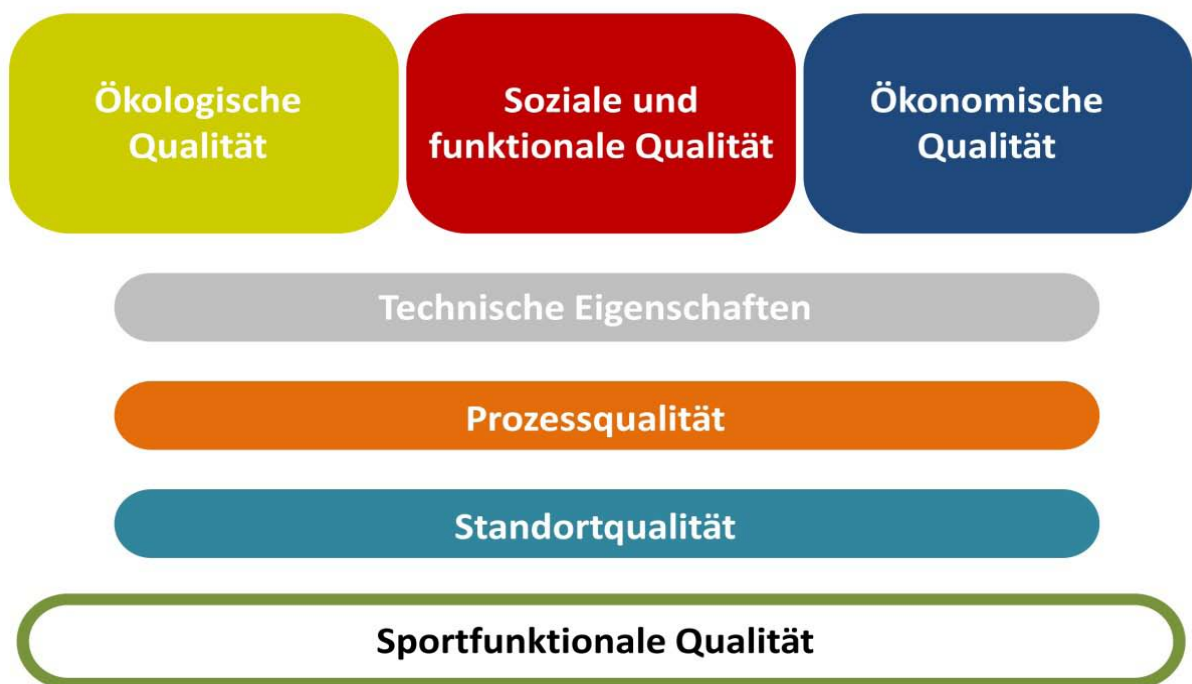 Ökologische
Qualität
Soziale und
funktionale Qualität
Ökonomische
Qualität
Technische Eigenschaften
Prozessqualität
Standortqualität
Sportfunktionale Qualität